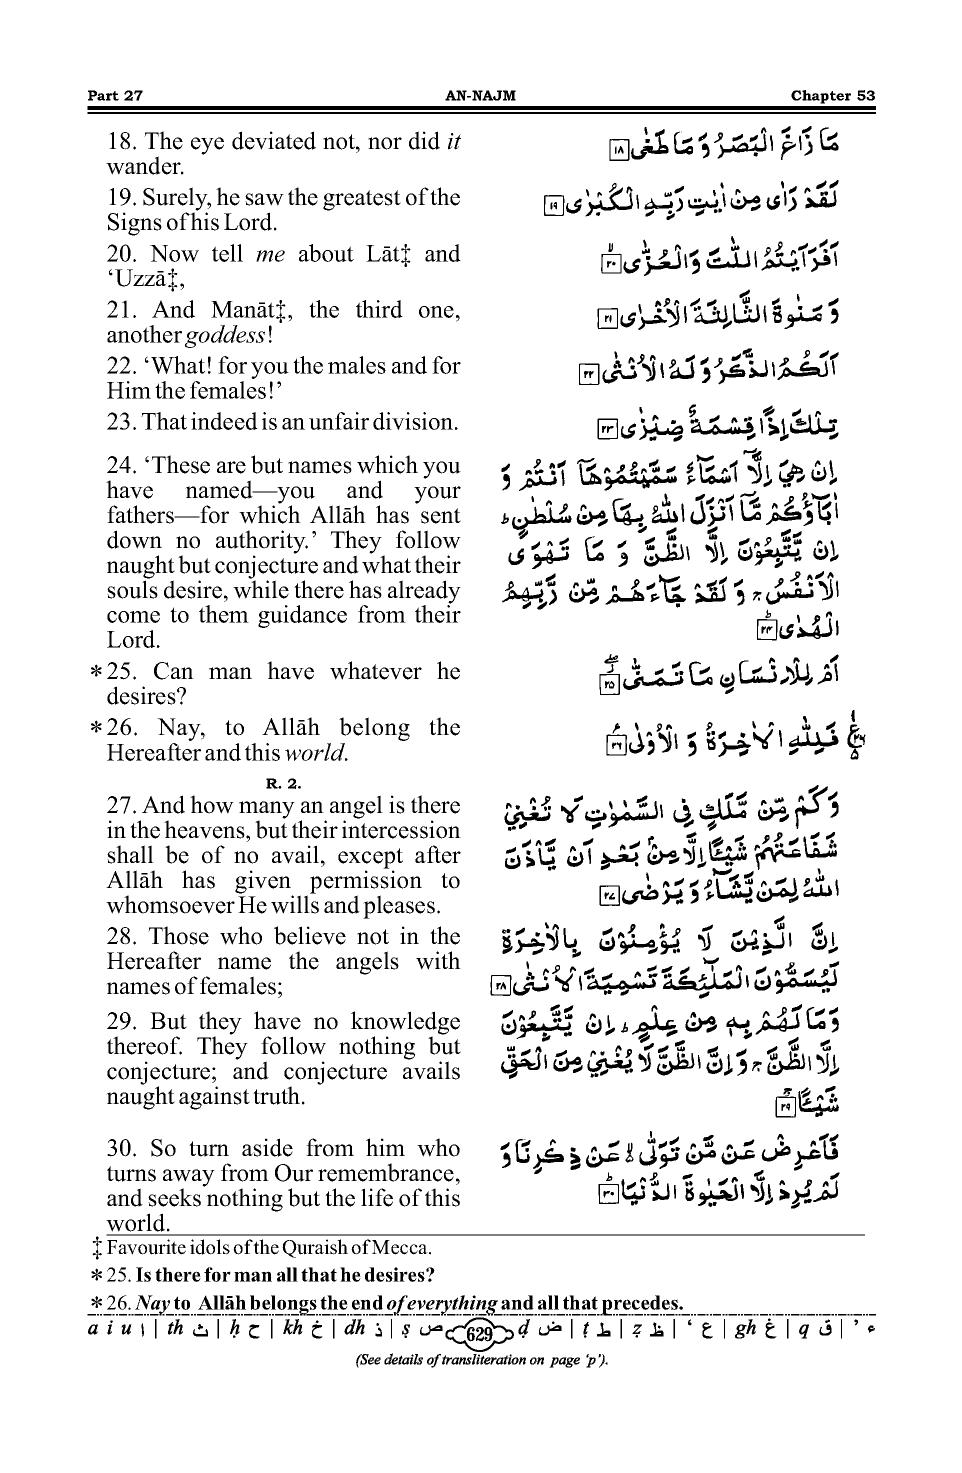 Part 27 AN-NAJM Chapter 53
18. The eye deviated not, nor did it
wander.
مَا زَاغَ الْبَصَرُ وَ مَا طَغٰى ﴿۱۸﴾
19. Surely, he saw the greatest of the
Signs of his Lord.
لَقَدْ رَاٰى مِنْ اٰيٰتِ رَبِّهِ الْكُبْرٰى ﴿۱۹﴾
20. Now tell me about Lāt‡ and
‘Uzzā‡,
اَفَرَءَيْتُمُ اللّٰتَ وَ الْعُزّٰى ﴿۲۰﴾
21. And Manāt‡, the third one,
another goddess!
وَ مَنٰوةَ الثَّالِثَةَ الْاُخْرٰى ﴿۲۱﴾
22. ‘What! for you the males and for
Him the females!’
اَلَكُمُ الذَّكَرُ وَ لَهُ الْاُنْثٰى ﴿۲۲﴾
23. That indeed is an unfair division.
تِلْكَ اِذًا قِسْمَةٌ ضِيْزٰى ﴿۲۳﴾
24. ‘These are but names which you
have named—you and your
fathers—for which Allāh has sent
down no authority.’ They follow
naught but conjecture and what their
souls desire, while there has already
come to them guidance from their
Lord.
اِنْ هِيَ اِلَّاۤ اَسْمَآءٌ سَمَّيْتُمُوْهَاۤ اَنْتُمْ وَ
اٰبَآؤُكُمْ مَّاۤ اَنْزَلَ اللّٰهُ بِهَا مِنْ سُلْطٰنٍ ؕ
اِنْ يَّتَّبِعُوْنَ اِلَّا الظَّنَّ وَ مَا تَهْوَى
الْاَنْفُسُ ۚ وَ لَقَدْ جَآءَهُمْ مِّنْ رَّبِّهِمُ
الْهُدٰى ؕ﴿۲۴﴾
*25. Can man have whatever he
desires?
اَمْ لِلْاِنْسَانِ مَا تَمَنّٰى ۖ﴿۲۵﴾
*26. Nay, to Allāh belong the
Hereafter and this world.
فَلِلّٰهِ الْاٰخِرَةُ وَ الْاُوْلٰى ﴿۲۶﴾
R. 2.
27. And how many an angel is there
in the heavens, but their intercession
shall be of no avail, except after
Allāh has given permission to
whomsoever He wills and pleases.
وَ كَمْ مِّنْ مَّلَكٍ فِى السَّمٰوٰتِ لَا تُغْنِيْ
شَفَاعَتُهُمْ شَيْـًٔا اِلَّا مِنْۢ بَعْدِ اَنْ يَّاْذَنَ
اللّٰهُ لِمَنْ يَّشَآءُ وَ يَرْضٰى ﴿۲۷﴾
28. Those who believe not in the
Hereafter name the angels with
names of females;
اِنَّ الَّذِيْنَ لَا يُؤْمِنُوْنَ بِالْاٰخِرَةِ
لَيُسَمُّوْنَ الْمَلٰٓئِكَةَ تَسْمِيَةَ الْاُنْثٰى ﴿۲۸﴾
29. But they have no knowledge
thereof. They follow nothing but
conjecture; and conjecture avails
naught against truth.
وَ مَا لَهُمْ بِهٖ مِنْ عِلْمٍ ؕ اِنْ يَّتَّبِعُوْنَ
اِلَّا الظَّنَّ ۚ وَ اِنَّ الظَّنَّ لَا يُغْنِيْ مِنَ الْحَقِّ
شَيْـًٔا ۚ﴿۲۹﴾
30. So turn aside from him who
turns away from Our remembrance,
and seeks nothing but the life of this
world.
فَاَعْرِضْ عَنْ مَّنْ تَوَلّٰى ۙ عَنْ ذِكْرِنَا وَ
لَمْ يُرِدْ اِلَّا الْحَيٰوةَ الدُّنْيَا ؕ﴿۳۰﴾
‡ Favourite idols of the Quraish of Mecca.
* 25. Is there for man all that he desires?
* 26. Nay to Allāh belongs the end of everything and all that precedes.
a i u ا | th ث | ḥ ح | kh خ | dh ذ | ṣ ص 629 ḍ ض | ṭ ط | ẓ ظ | ‘ ع | gh غ | q ق | ’ ء
(See details of transliteration on page ‘p’).